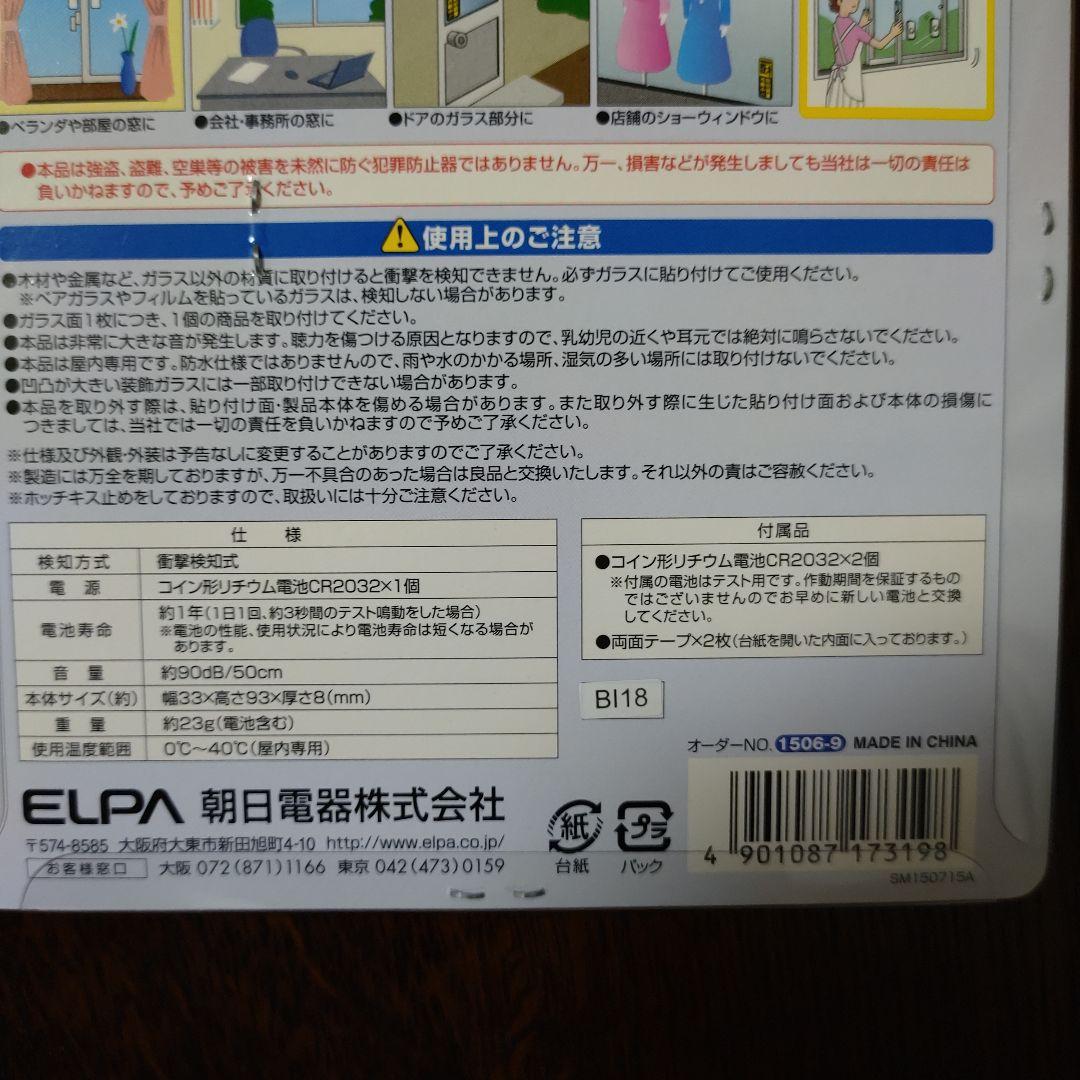 ●ベランダや部屋の窓に
●会社・事務所の窓に
●ドアのガラス部分に
●店舗のショーウィンドウに
●本品は強盗、盗難、空巣等の被害を未然に防ぐ犯罪防止器ではありません。万一、損害などが発生しましても当社は一切の責任は
負いかねますので、予めご了承ください。
使用上のご注意
●木材や金属など、ガラス以外の材質に取り付けると衝撃を検知できません。必ずガラスに貼り付けてご使用ください。
※ペアガラスやフィルムを貼っているガラスは、検知しない場合があります。
●ガラス面1枚につき、1個の商品を取り付けてください。
●本品は非常に大きな音が発生します。聴力を傷つける原因となりますので、乳幼児の近くや耳元では絶対に鳴らさないでください。
●本品は屋内専用です。防水仕様ではありませんので、雨や水のかかる場所、湿気の多い場所には取り付けないでください。
●凹凸が大きい装飾ガラスには一部取り付けできない場合があります。
●本品を取り外す際は、貼り付け面・製品本体を傷める場合があります。また取り外す際に生じた貼り付け面および本体の損傷に
つきましては、当社では一切の責任を負いかねますので予めご了承ください。
※仕様及び外観・外装は予告なしに変更することがありますのでご了承ください。
※製造には万全を期しておりますが、万一不具合のあった場合は良品と交換いたします。それ以外の責はご容赦ください。
※ホッチキス止めをしておりますので、取扱いには十分ご注意ください。
仕 様
検知方式 衝撃検知式
電 源 コイン形リチウム電池CR2032×1個
電池寿命 約1年(1日1回、約3秒間のテスト鳴動をした場合)
※電池の性能、使用状況により電池寿命は短くなる場合が
あります。
音 量 約90dB/50cm
本体サイズ(約) 幅33×高さ93×厚さ8(mm)
重 量 約23g(電池含む)
使用温度範囲 0℃～40℃(屋内専用)
付属品
●コイン形リチウム電池CR2032×2個
※付属の電池はテスト用です。作動期間を保証するもの
ではございませんのでお早めに新しい電池と交換
してください。
●両面テープ×2枚(台紙を開いた内面に入っております。)
BI18
オーダーNO. 1506-9 MADE IN CHINA
ELPA 朝日電器株式会社
〒574-8585 大阪府大東市新田旭町4-10 http://www.elpa.co.jp/
お客様窓口 大阪 072(871)1166 東京 042(473)0159
紙
台紙
プラ
パック
4 901087 173198
SM150715A